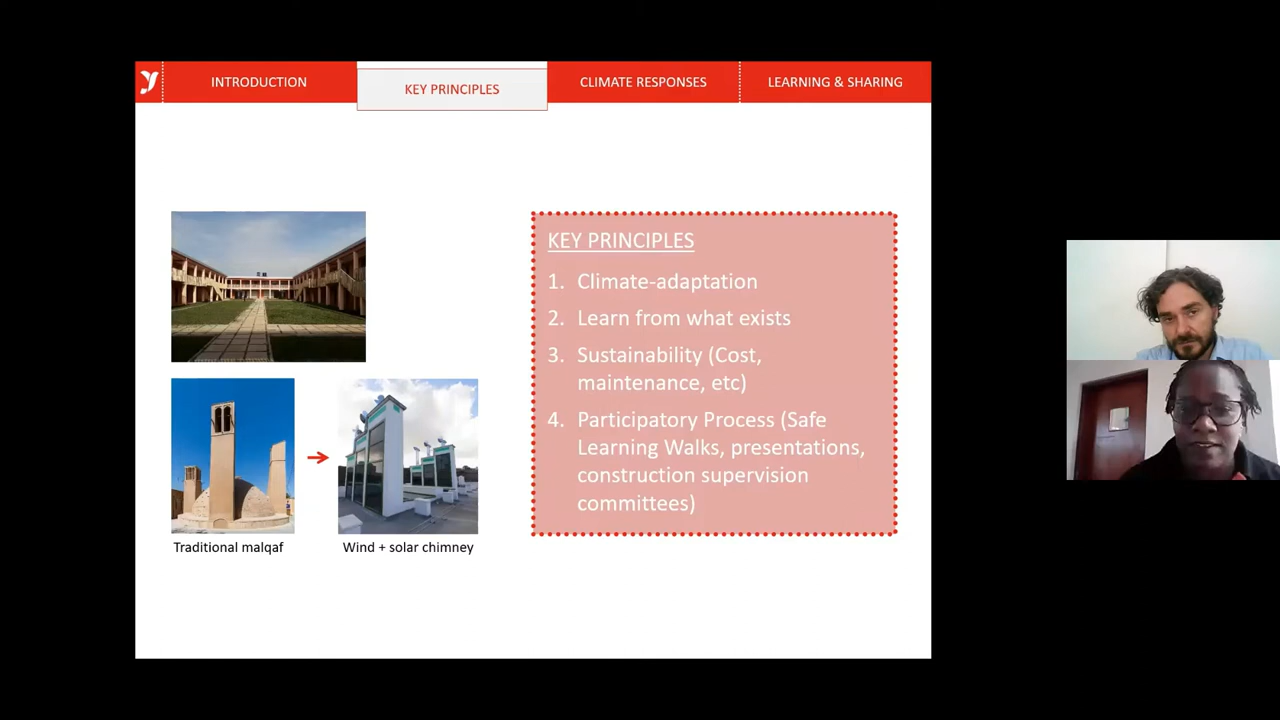 INTRODUCTION
KEY PRINCIPLES
CLIMATE RESPONSES
LEARNING & SHARING
KEY PRINCIPLES
1. Climate-adaptation
2. Learn from what exists
3. Sustainability (Cost,
maintenance, etc)
4. Participatory Process (Safe
Learning Walks, presentations,
construction supervision
committees)
Traditional malqaf
Wind + solar chimney